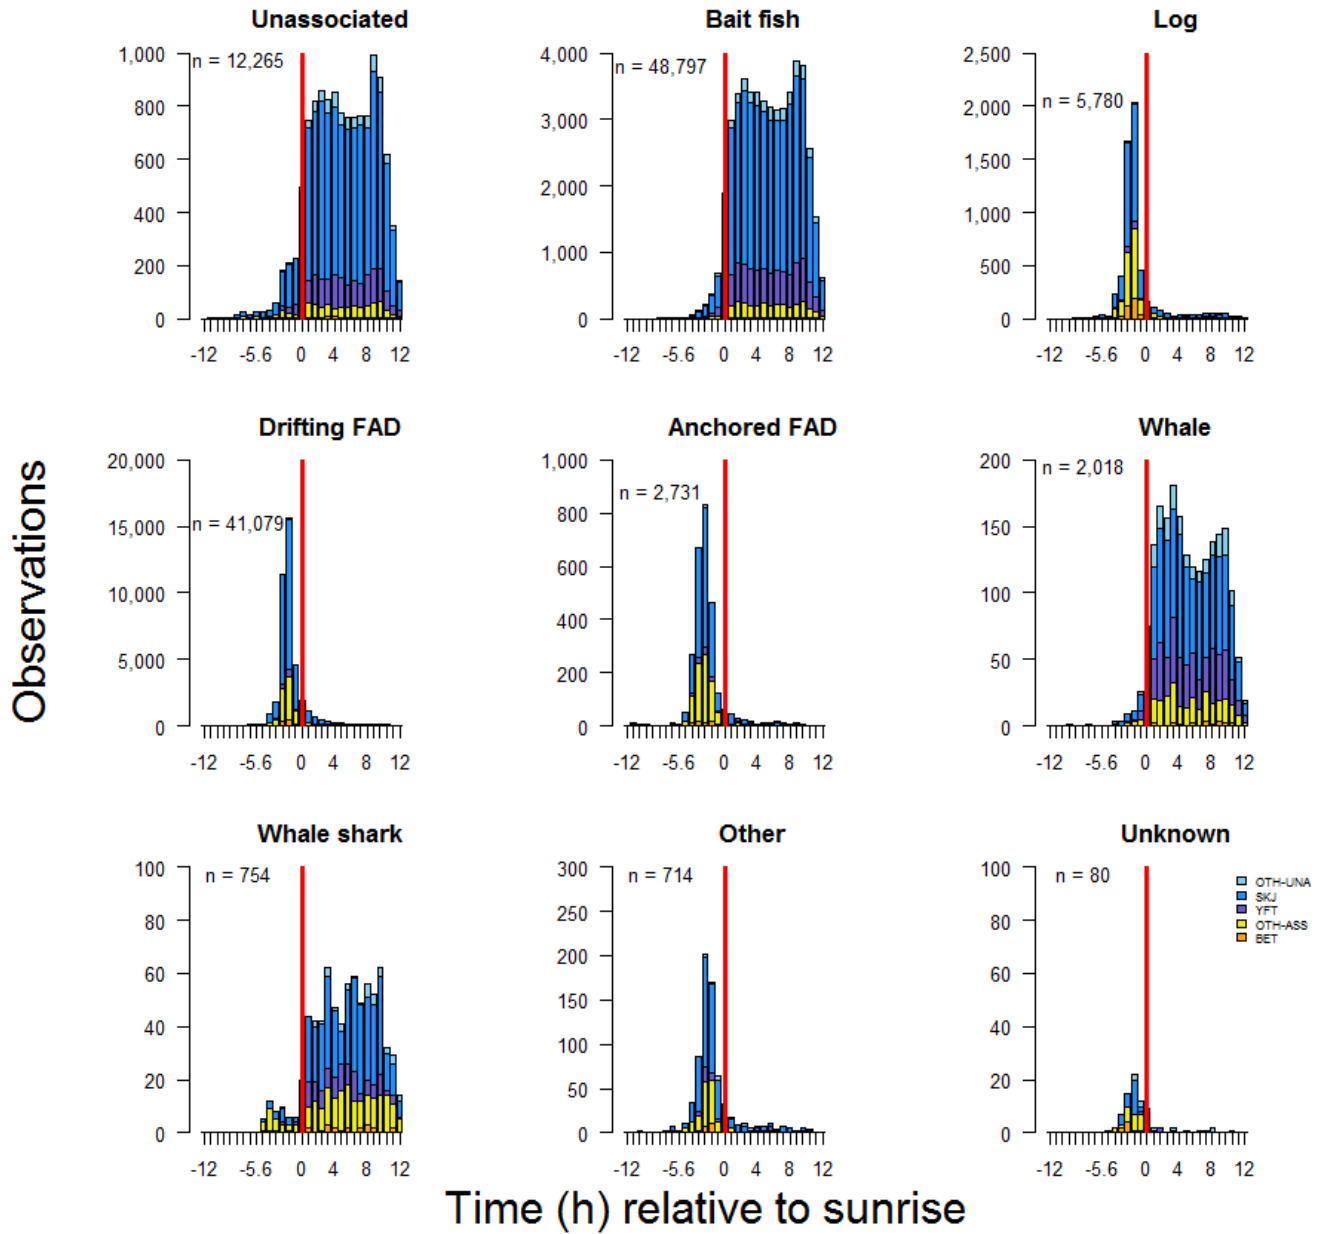 Unassociated
1,000
800
600
400
200
0
n = 12,265
-12 -5.6 0 4 8 12
Bait fish
4,000
3,000
2,000
1,000
0
n = 48,797
-12 -5.6 0 4 8 12
Log
2,500
2,000
1,500
1,000
500
0
n = 5,780
-12 -5.6 0 4 8 12
Drifting FAD
20,000
15,000
10,000
5,000
0
n = 41,079
-12 -5.6 0 4 8 12
Anchored FAD
1,000
800
600
400
200
0
n = 2,731
-12 -5.6 0 4 8 12
Whale
200
150
100
50
0
n = 2,018
-12 -5.6 0 4 8 12
Observations
Whale shark
100
80
60
40
20
0
n = 754
-12 -5.6 0 4 8 12
Other
300
250
200
150
100
50
0
n = 714
-12 -5.6 0 4 8 12
Unknown
100
80
60
40
20
0
n = 80
OTH-UNA
SKJ
YFT
OTH-ASS
BET
-12 -5.6 0 4 8 12
Time (h) relative to sunrise